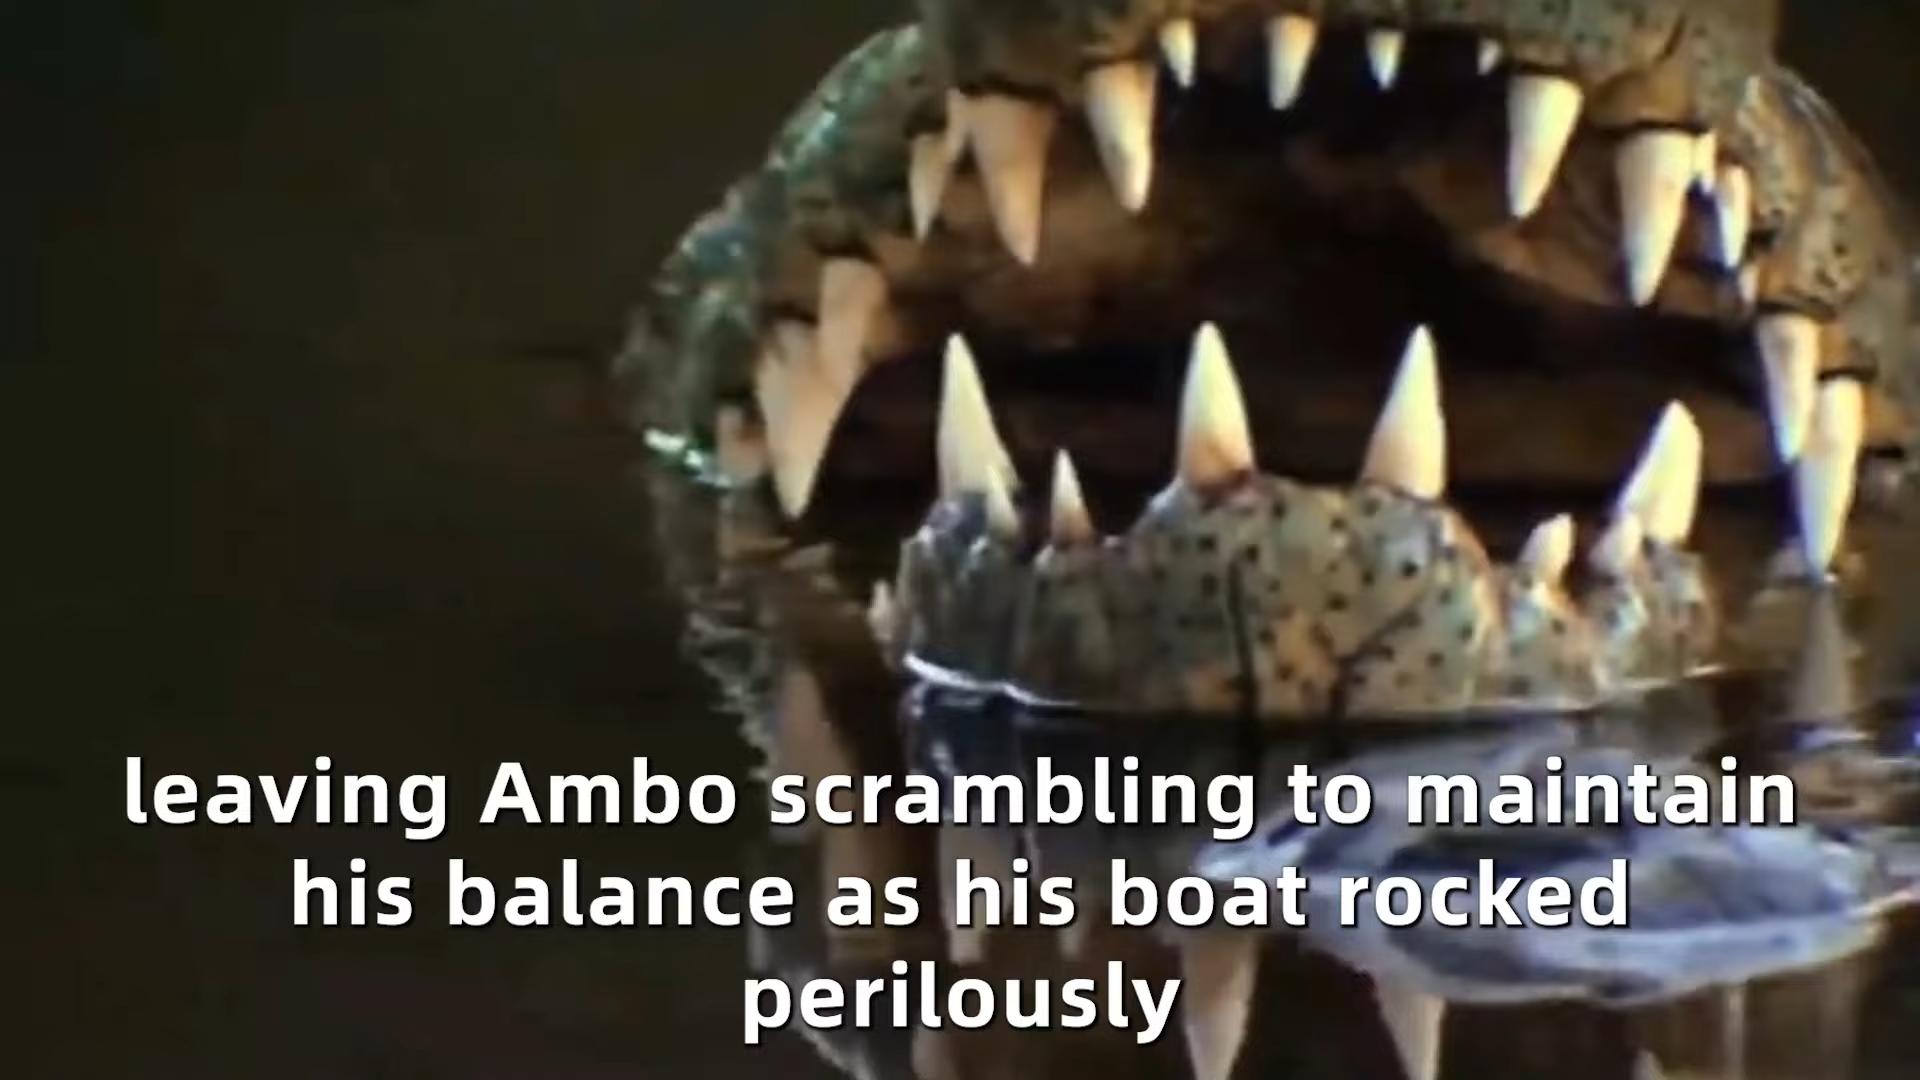 leaving Ambo scrambling to maintain
his balance as his boat rocked
perilously